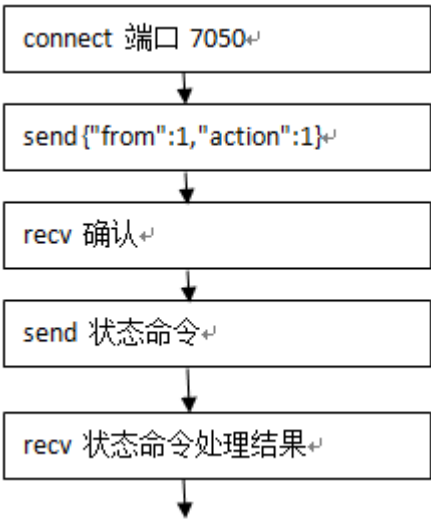 connect 端口 7050
send {"from":1,"action":1}
recv 确认
send 状态命令
recv 状态命令处理结果